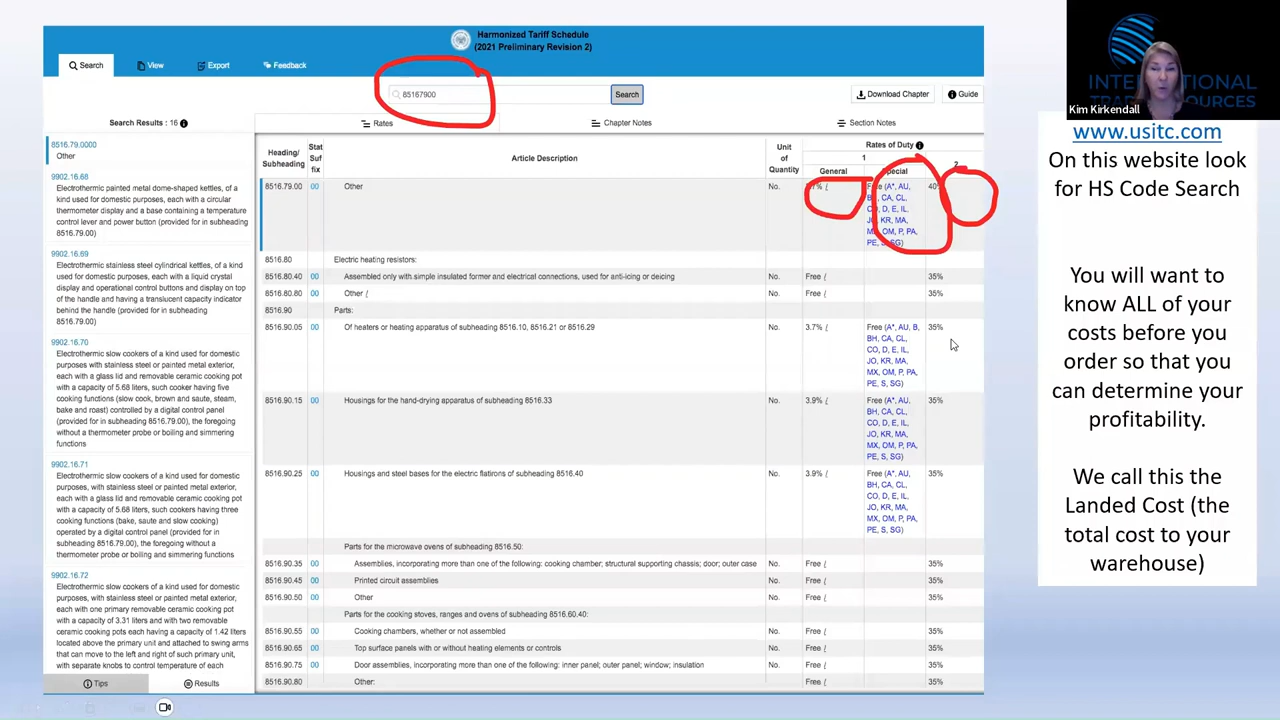 Harmonized Tariff Schedule
(2021 Preliminary Revision 2)
Search
View
Export
Feedback
85167900
Search
Download Chapter
Guide
Search Results : 16
Rates
Chapter Notes
Section Notes
8516.79.0000
Other
9902.16.68
Electrothermic painted metal dome-shaped kettles, of a
kind used for domestic purposes, each with a circular
thermometer display and a base containing a temperature
control lever and power button (provided for in subheading
8516.79.00)
9902.16.69
Electrothermic stainless steel cylindrical kettles, of a kind
used for domestic purposes, each with a liquid crystal
display and operational control buttons and display on top
of the handle and having a translucent capacity indicator
behind the handle (provided for in subheading
8516.79.00)
9902.16.70
Electrothermic slow cookers of a kind used for domestic
purposes with stainless steel or painted metal exterior,
each with a glass lid and removable ceramic cooking pot
with a capacity of 5.68 liters, such cooker having five
cooking functions (slow cook, brown and saute, steam,
bake and roast) controlled by a digital control panel
(provided for in subheading 8516.79.00), the foregoing
without a thermometer probe or boiling and simmering
functions
9902.16.71
Electrothermic slow cookers of a kind used for domestic
purposes, with stainless steel or painted metal exterior,
each with a glass lid and removable ceramic cooking pot
with a capacity of 5.68 liters, such cookers having three
cooking functions (bake, saute and slow cooking)
operated by a digital control panel (provided for in
subheading 8516.79.00), the foregoing without a
thermometer probe or boiling and simmering functions
9902.16.72
Electrothermic slow cookers of a kind used for domestic
purposes, with stainless steel or painted metal exterior,
each with one primary removable ceramic cooking pot
with a capacity of 3.31 liters and with two removable
ceramic cooking pots each having a capacity of 1.42 liters
located above the primary unit and attached to swing arms
that can move to the left and right of such primary unit,
with separate knobs to control temperature of each
Tips
Results
Heading/
Subheading
Stat
Suf
fix
Article Description
Unit
of
Quantity
Rates of Duty
1
2
General
Special
8516.79.00 00 Other No. Free (A*, AU, 40%
CA, CL,
D, E, IL,
KR, MA,
OM, P, PA,
PE, S, SG)
8516.80 Electric heating resistors:
8516.80.40 00 Assembled only with simple insulated former and electrical connections, used for anti-icing or deicing No. Free 35%
8516.80.80 00 Other No. Free 35%
8516.90 Parts:
8516.90.05 00 Of heaters or heating apparatus of subheading 8516.10, 8516.21 or 8516.29 No. 3.7% Free (A*, AU, B, 35%
BH, CA, CL,
CO, D, E, IL,
JO, KR, MA,
MX, OM, P, PA,
PE, S, SG)
8516.90.15 00 Housings for the hand-drying apparatus of subheading 8516.33 No. 3.9% Free (A*, AU, 35%
BH, CA, CL,
CO, D, E, IL,
JO, KR, MA,
MX, OM, P, PA,
PE, S, SG)
8516.90.25 00 Housings and steel bases for the electric flatirons of subheading 8516.40 No. 3.9% Free (A*, AU, 35%
BH, CA, CL,
CO, D, E, IL,
JO, KR, MA,
MX, OM, P, PA,
PE, S, SG)
Parts for the microwave ovens of subheading 8516.50:
8516.90.35 00 Assemblies, incorporating more than one of the following: cooking chamber; structural supporting chassis; door; outer case No. Free 35%
8516.90.45 00 Printed circuit assemblies No. Free 35%
8516.90.50 00 Other No. Free 35%
Parts for the cooking stoves, ranges and ovens of subheading 8516.60.40:
8516.90.55 00 Cooking chambers, whether or not assembled No. Free 35%
8516.90.65 00 Top surface panels with or without heating elements or controls No. Free 35%
8516.90.75 00 Door assemblies, incorporating more than one of the following: inner panel; outer panel; window; insulation No. Free 35%
8516.90.80 Other: Free 35%
Kim Kirkendall
www.usitc.com
On this website look
for HS Code Search
You will want to
know ALL of your
costs before you
order so that you
can determine your
profitability.
We call this the
Landed Cost (the
total cost to your
warehouse)